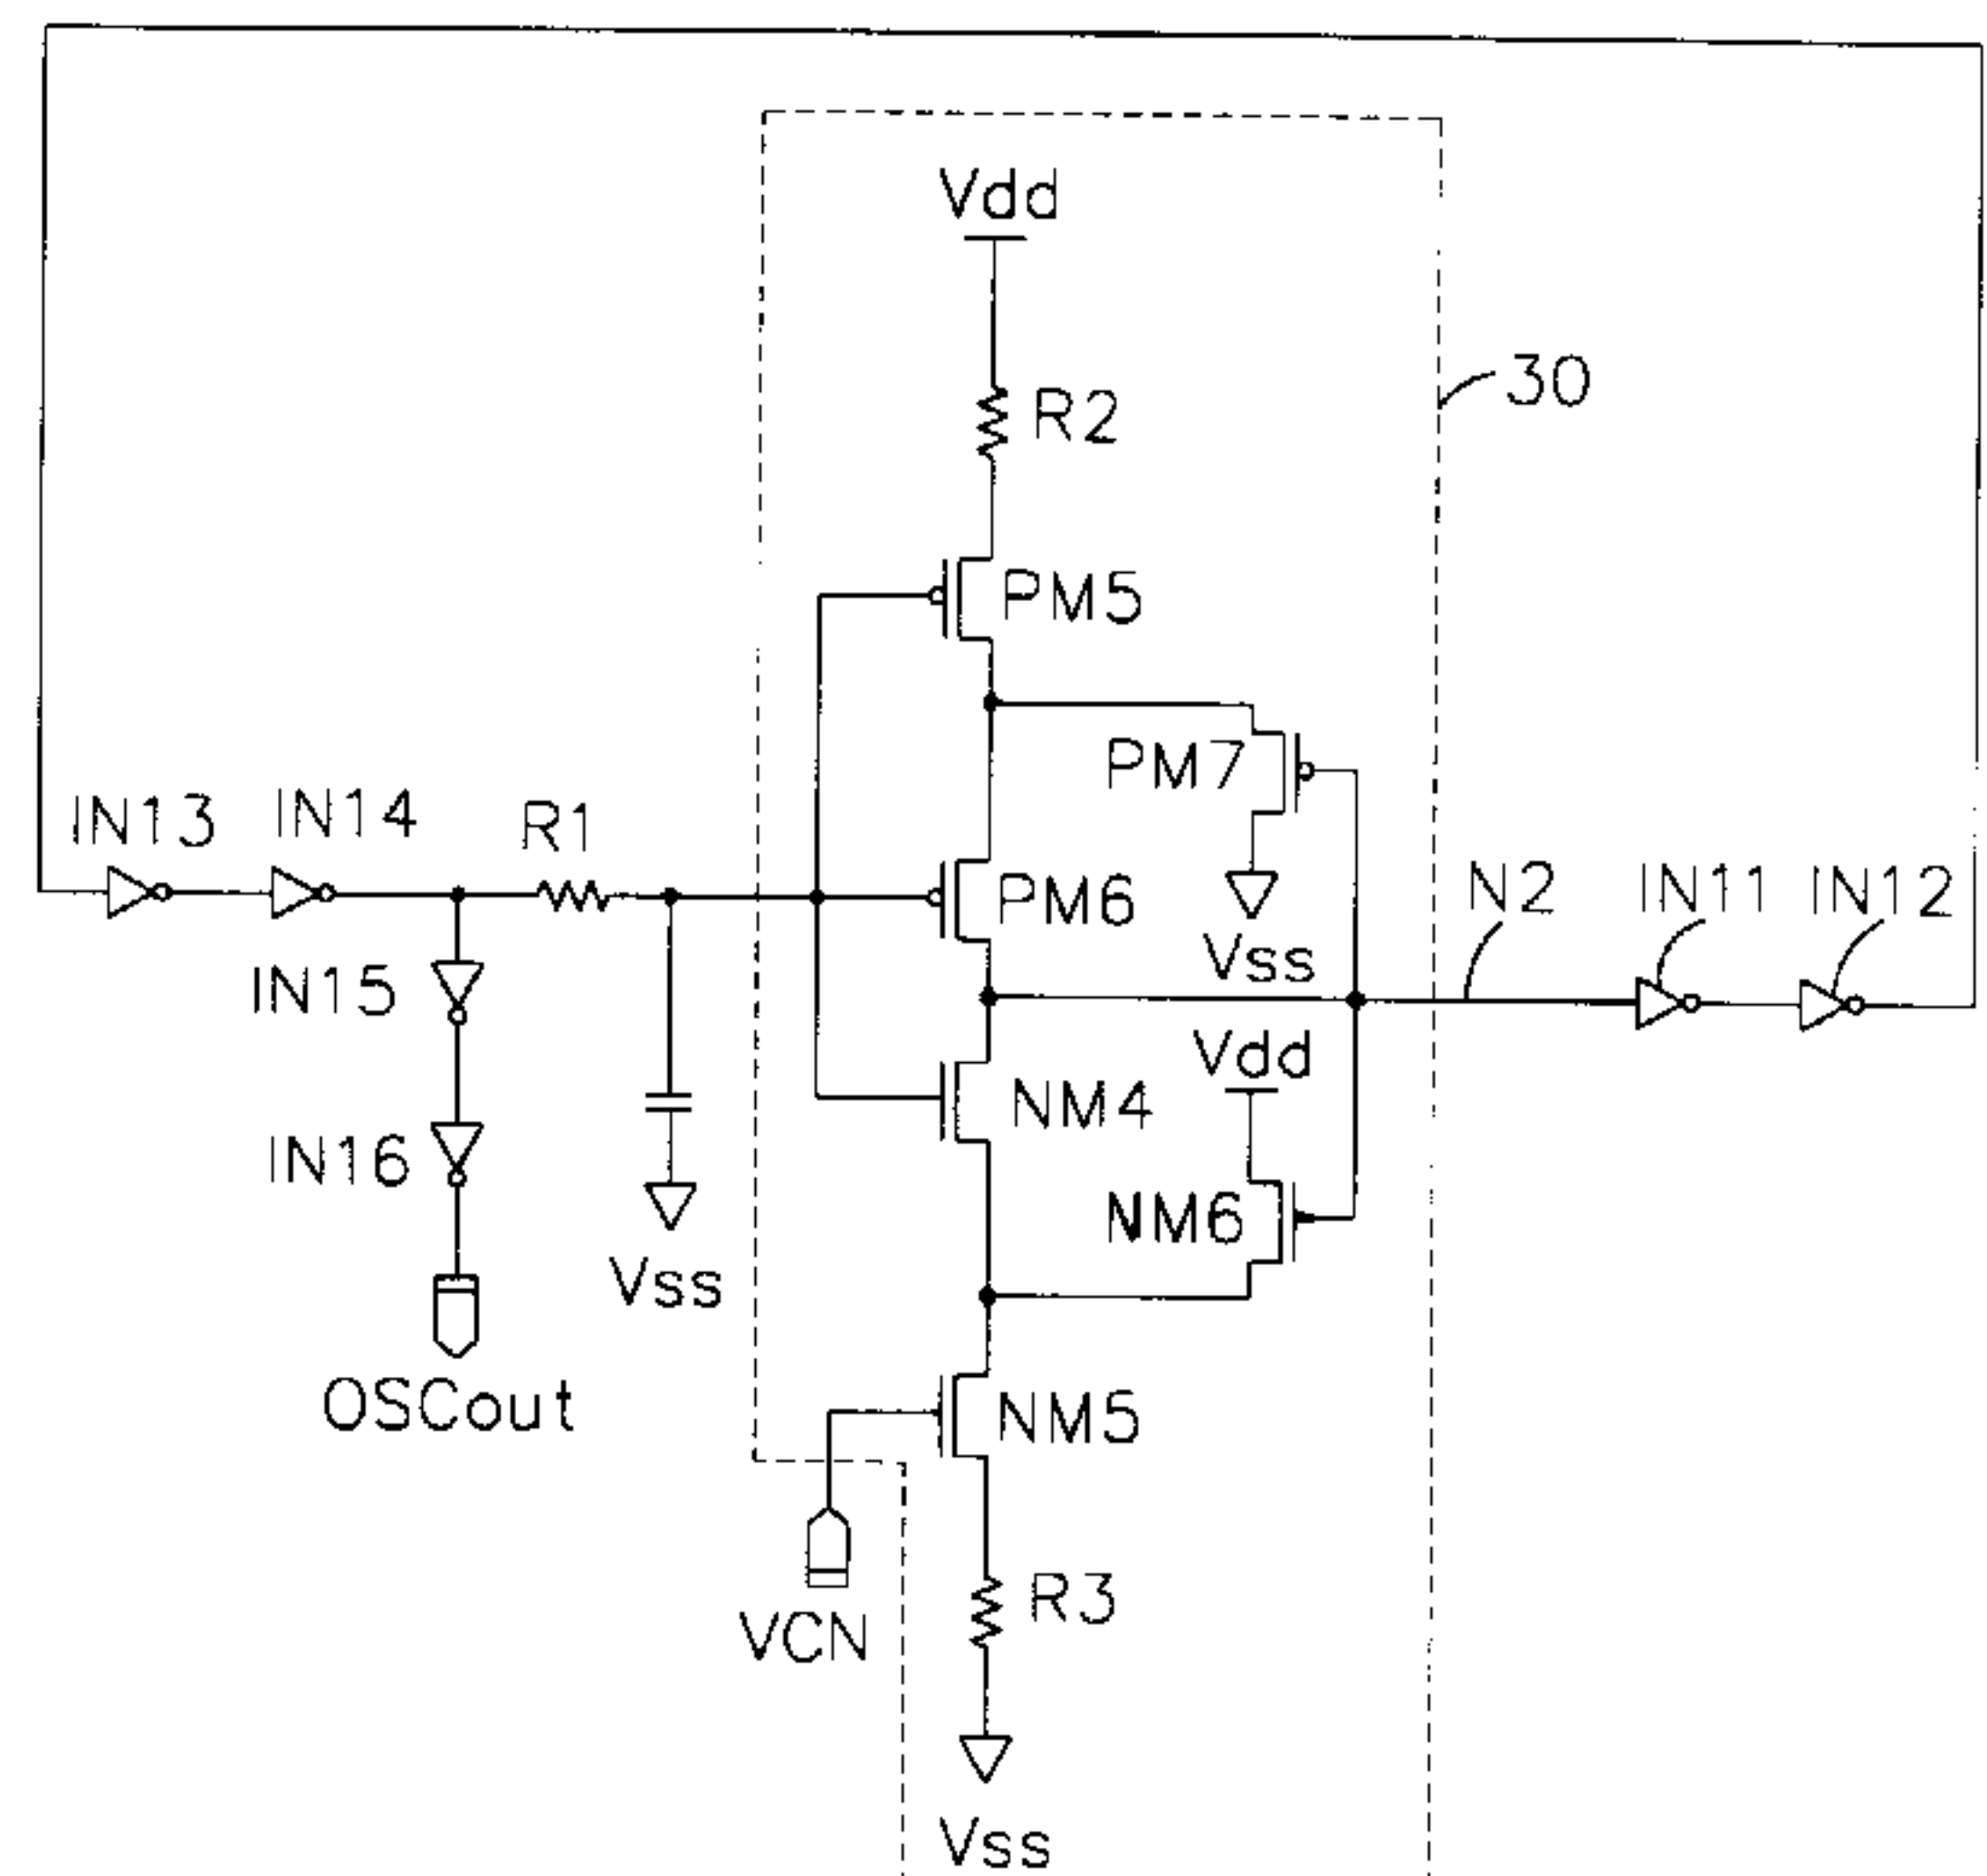 Vdd
30
R2
PM5
PM7
IN13
IN14
R1
PM6
N2
IN11
IN12
Vss
IN15
Vdd
NM4
IN16
NM6
Vss
OSCout
NM5
VCN
R3
Vss